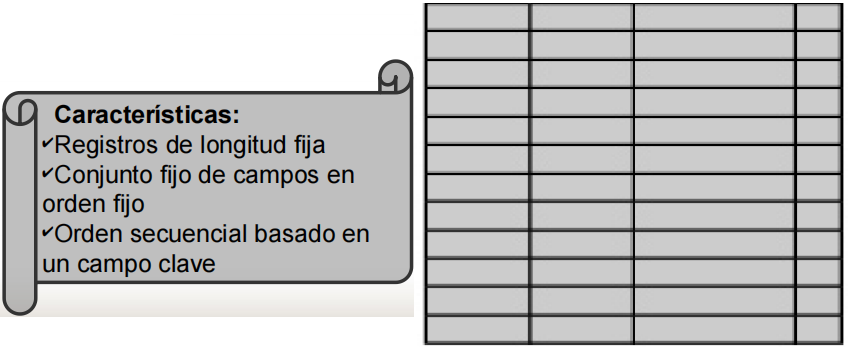 Características:
✔Registros de longitud fija
✔Conjunto fijo de campos en
orden fijo
✔Orden secuencial basado en
un campo clave